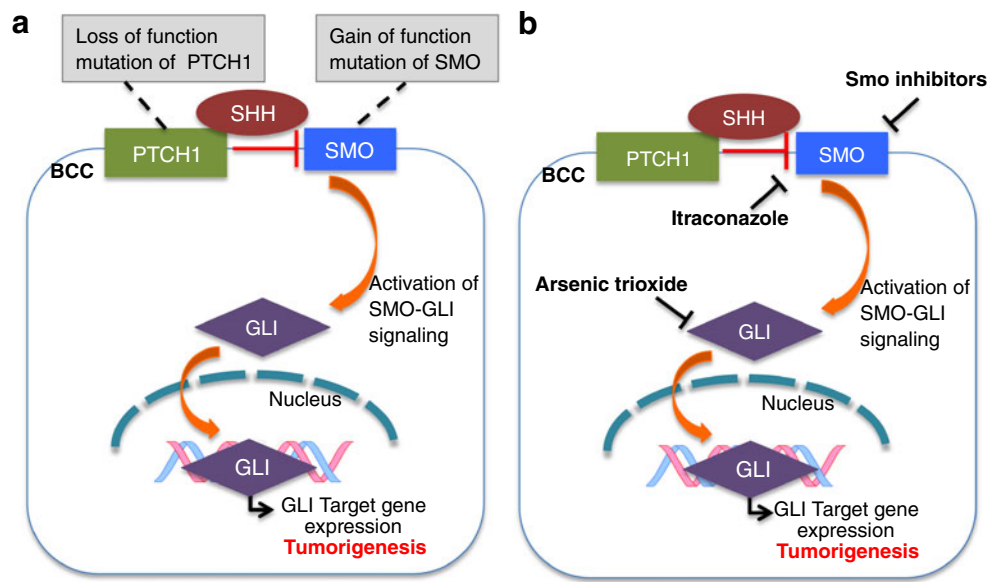 a
Loss of function
mutation of PTCH1
Gain of function
mutation of SMO
SHH
PTCH1
SMO
BCC
Activation of
SMO-GLI
signaling
GLI
Nucleus
GLI
GLI Target gene
expression
Tumorigenesis
b
Smo inhibitors
SHH
PTCH1
SMO
BCC
Itraconazole
Arsenic trioxide
Activation of
SMO-GLI
signaling
GLI
Nucleus
GLI
GLI Target gene
expression
Tumorigenesis